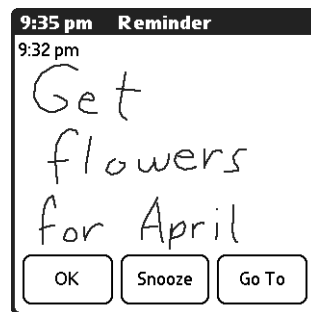 9:35 pm Reminder
9:32 pm
Get
flowers
for April
OK Snooze Go To